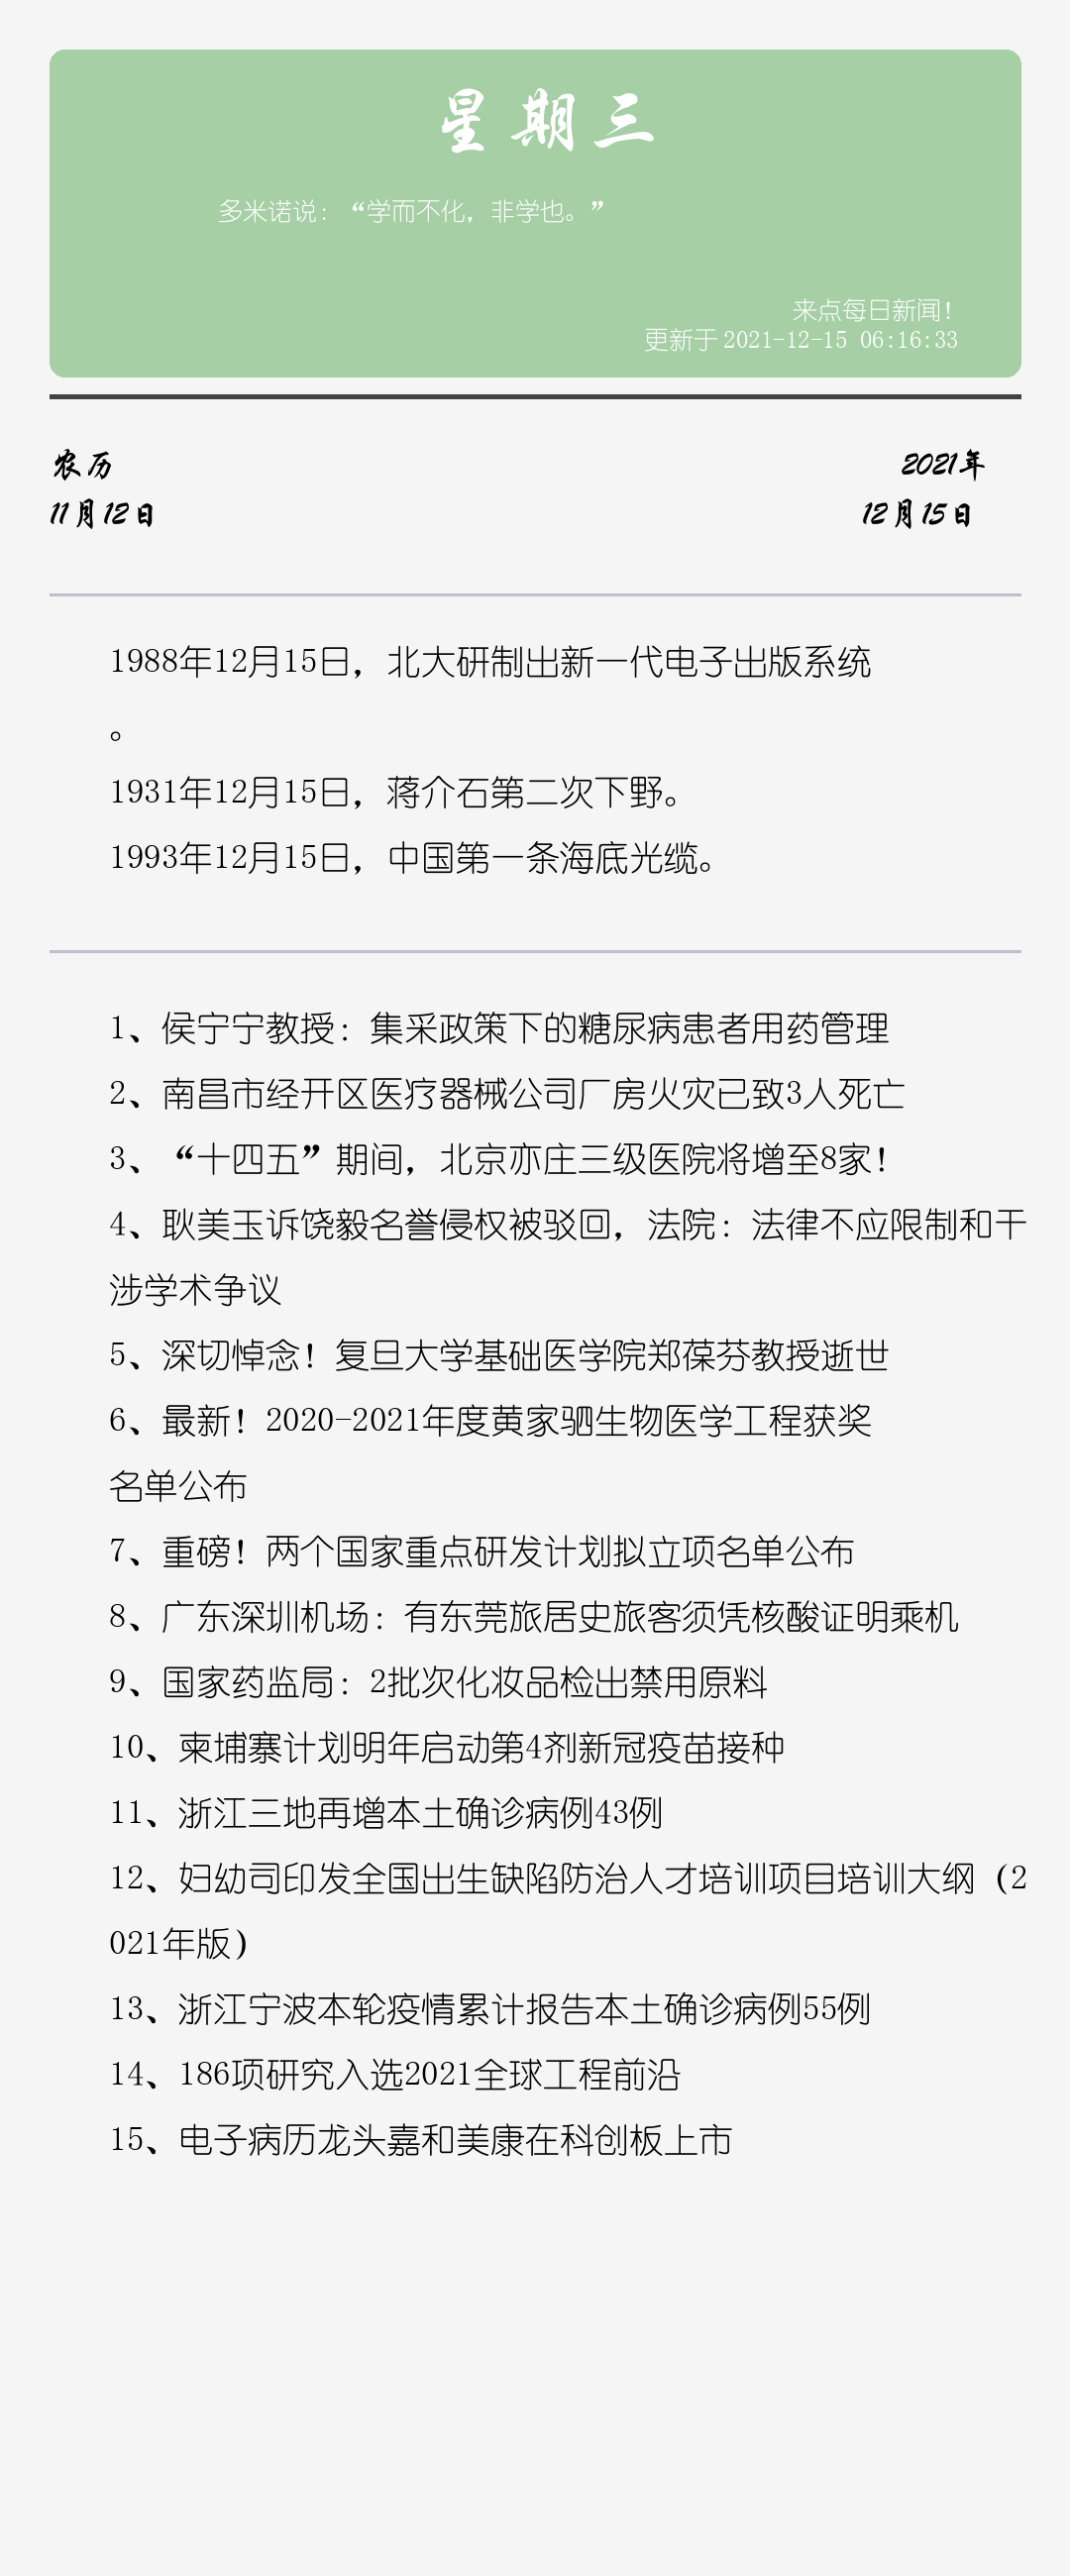 星期三
多米诺说：“学而不化，非学也。”
来点每日新闻！
更新于 2021-12-15 06:16:33
农历
2021年
11月12日
12月15日
1988年12月15日，北大研制出新一代电子出版系统
。
1931年12月15日，蒋介石第二次下野。
1993年12月15日，中国第一条海底光缆。
1、侯宁宁教授：集采政策下的糖尿病患者用药管理
2、南昌市经开区医疗器械公司厂房火灾已致3人死亡
3、“十四五”期间，北京亦庄三级医院将增至8家！
4、耿美玉诉饶毅名誉侵权被驳回，法院：法律不应限制和干
涉学术争议
5、深切悼念！复旦大学基础医学院郑葆芬教授逝世
6、最新！2020-2021年度黄家驷生物医学工程获奖
名单公布
7、重磅！两个国家重点研发计划拟立项名单公布
8、广东深圳机场：有东莞旅居史旅客须凭核酸证明乘机
9、国家药监局：2批次化妆品检出禁用原料
10、柬埔寨计划明年启动第4剂新冠疫苗接种
11、浙江三地再增本土确诊病例43例
12、妇幼司印发全国出生缺陷防治人才培训项目培训大纲（2
021年版）
13、浙江宁波本轮疫情累计报告本土确诊病例55例
14、186项研究入选2021全球工程前沿
15、电子病历龙头嘉和美康在科创板上市